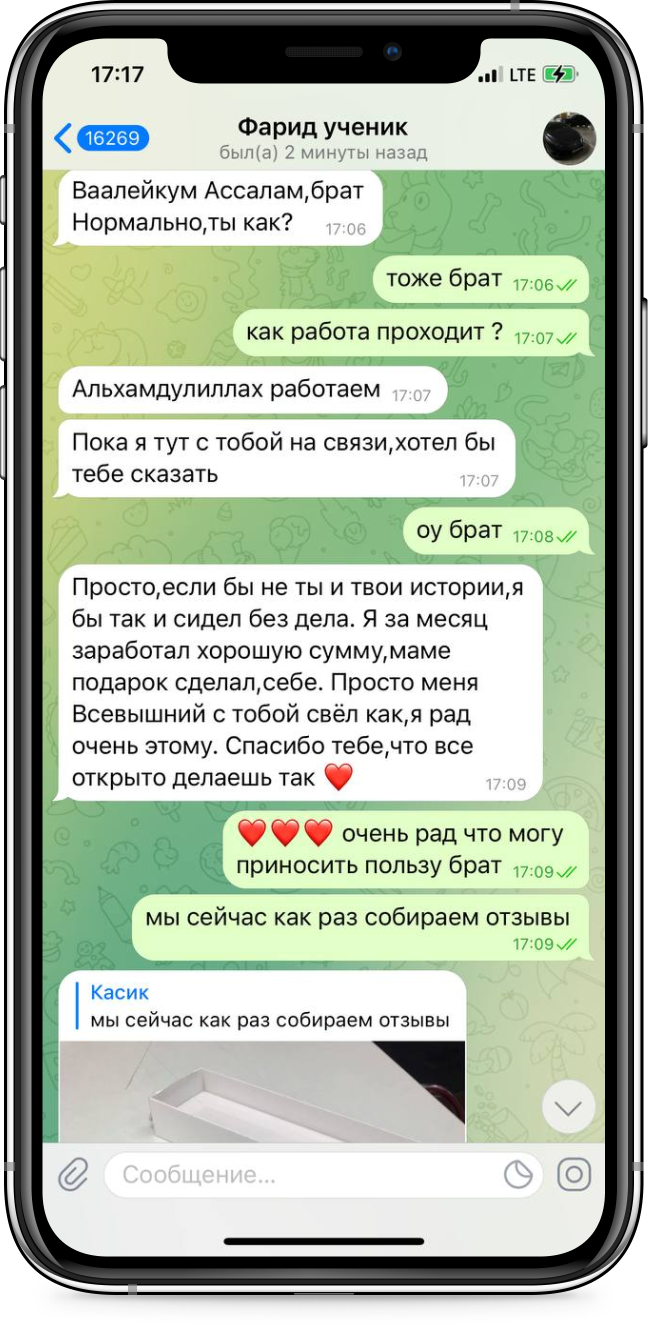 17:17
LTE
16269
Фарид ученик
был(а) 2 минуты назад
Ваалейкум Ассалам,брат
Нормально,ты как?
17:06
тоже брат 17:06
как работа проходит ? 17:07
Альхамдулиллах работаем 17:07
Пока я тут с тобой на связи,хотел бы
тебе сказать 17:07
оу брат 17:08
Просто,если бы не ты и твои истории,я
бы так и сидел без дела. Я за месяц
заработал хорошую сумму,маме
подарок сделал,себе. Просто меня
Всевышний с тобой свёл как,я рад
очень этому. Спасибо тебе,что все
открыто делаешь так ❤️ 17:09
❤️❤️❤️ очень рад что могу
приносить пользу брат 17:09
мы сейчас как раз собираем отзывы
17:09
Касик
мы сейчас как раз собираем отзывы
Сообщение...